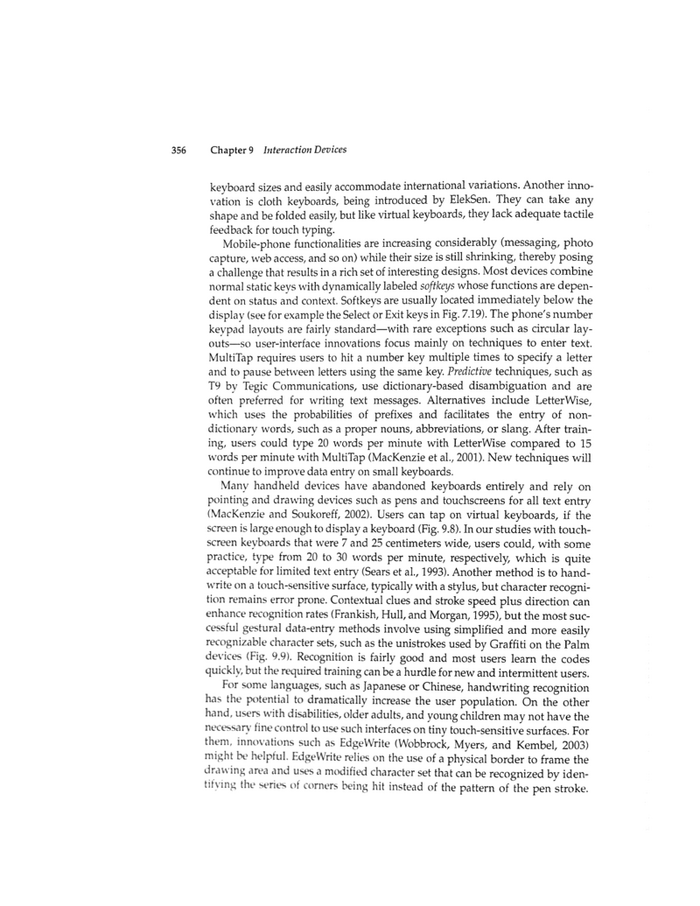 356 Chapter 9 Interaction Devices
keyboard sizes and easily accommodate international variations. Another inno-
vation is cloth keyboards, being introduced by ElekSen. They can take any
shape and be folded easily, but like virtual keyboards, they lack adequate tactile
feedback for touch typing.
Mobile-phone functionalities are increasing considerably (messaging, photo
capture, web access, and so on) while their size is still shrinking, thereby posing
a challenge that results in a rich set of interesting designs. Most devices combine
normal static keys with dynamically labeled softkeys whose functions are depen-
dent on status and context. Softkeys are usually located immediately below the
display (see for example the Select or Exit keys in Fig. 7.19). The phone's number
keypad layouts are fairly standard—with rare exceptions such as circular lay-
outs—so user-interface innovations focus mainly on techniques to enter text.
MultiTap requires users to hit a number key multiple times to specify a letter
and to pause between letters using the same key. Predictive techniques, such as
T9 by Tegic Communications, use dictionary-based disambiguation and are
often preferred for writing text messages. Alternatives include LetterWise,
which uses the probabilities of prefixes and facilitates the entry of non-
dictionary words, such as a proper nouns, abbreviations, or slang. After train-
ing, users could type 20 words per minute with LetterWise compared to 15
words per minute with MultiTap (MacKenzie et al., 2001). New techniques will
continue to improve data entry on small keyboards.
Many handheld devices have abandoned keyboards entirely and rely on
pointing and drawing devices such as pens and touchscreens for all text entry
(MacKenzie and Soukoreff, 2002). Users can tap on virtual keyboards, if the
screen is large enough to display a keyboard (Fig. 9.8). In our studies with touch-
screen keyboards that were 7 and 25 centimeters wide, users could, with some
practice, type from 20 to 30 words per minute, respectively, which is quite
acceptable for limited text entry (Sears et al., 1993). Another method is to hand-
write on a touch-sensitive surface, typically with a stylus, but character recogni-
tion remains error prone. Contextual clues and stroke speed plus direction can
enhance recognition rates (Frankish, Hull, and Morgan, 1995), but the most suc-
cessful gestural data-entry methods involve using simplified and more easily
recognizable character sets, such as the unistrokes used by Graffiti on the Palm
devices (Fig. 9.9). Recognition is fairly good and most users learn the codes
quickly, but the required training can be a hurdle for new and intermittent users.
For some languages, such as Japanese or Chinese, handwriting recognition
has the potential to dramatically increase the user population. On the other
hand, users with disabilities, older adults, and young children may not have the
necessary fine control to use such interfaces on tiny touch-sensitive surfaces. For
them, innovations such as EdgeWrite (Wobbrock, Myers, and Kembel, 2003)
might be helpful. EdgeWrite relies on the use of a physical border to frame the
drawing area and uses a modified character set that can be recognized by iden-
tifying the series of corners being hit instead of the pattern of the pen stroke.